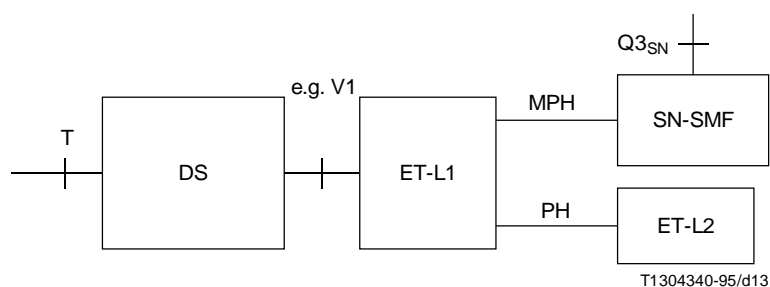 Q3SN
e.g. V1
MPH
SN-SMF
T
DS
ET-L1
PH
ET-L2
T1304340-95/d13